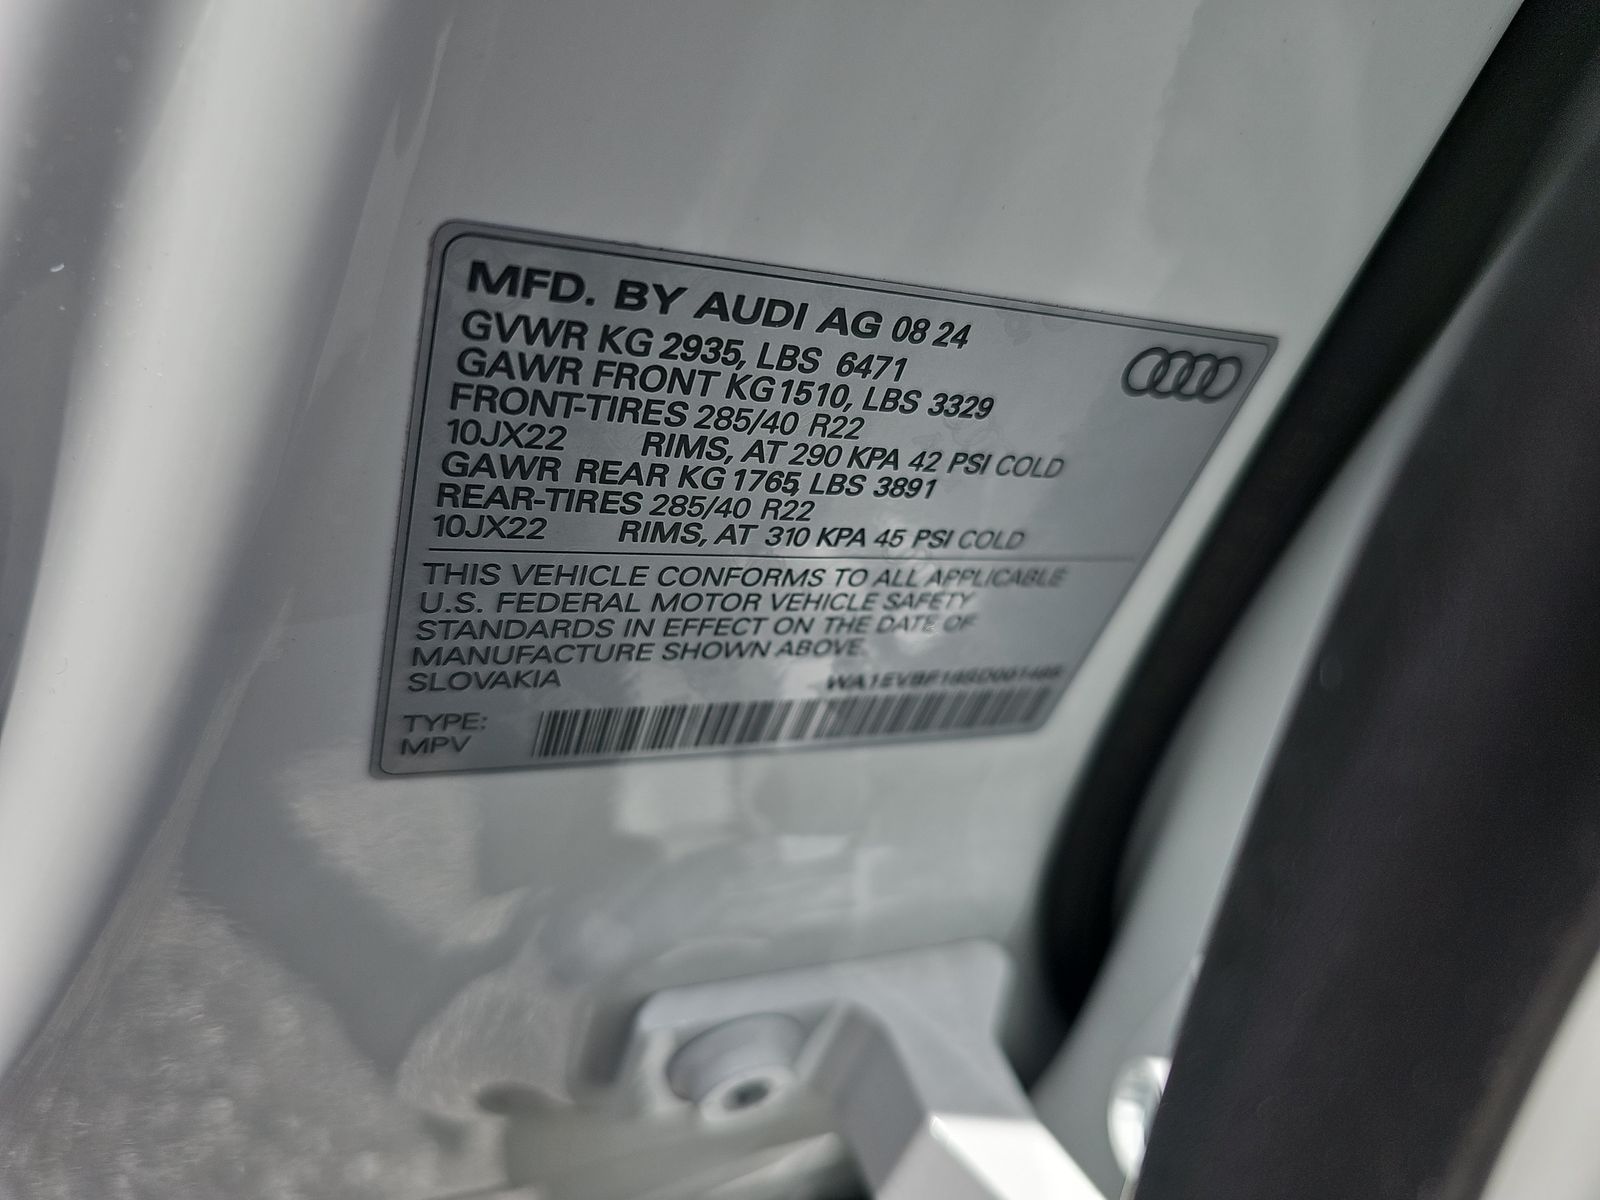 MFD. BY AUDI AG 08 24
GVWR KG 2935, LBS 6471
GAWR FRONT KG 1510, LBS 3329
FRONT-TIRES 285/40 R22
10JX22 RIMS, AT 290 KPA 42 PSI COLD
GAWR REAR KG 1765, LBS 3891
REAR-TIRES 285/40 R22
10JX22 RIMS, AT 310 KPA 45 PSI COLD
THIS VEHICLE CONFORMS TO ALL APPLICABLE
U.S. FEDERAL MOTOR VEHICLE SAFETY
STANDARDS IN EFFECT ON THE DATE OF
MANUFACTURE SHOWN ABOVE.
SLOVAKIA
TYPE:
MPV